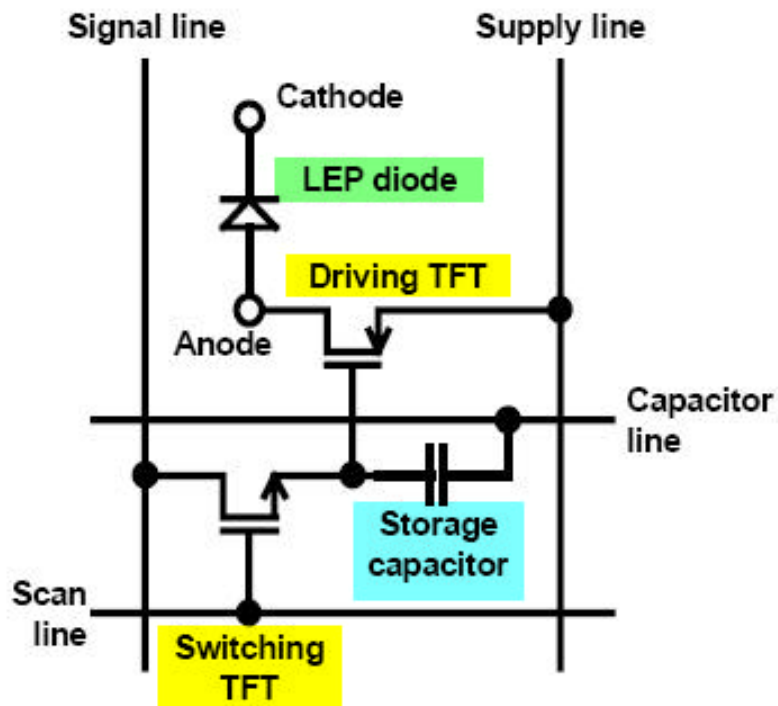 Signal line
Supply line
Cathode
LEP diode
Driving TFT
Anode
Capacitor
line
Storage
capacitor
Scan
line
Switching
TFT